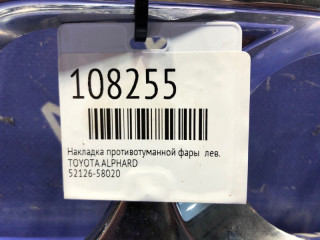 108255
Накладка противотуманной фары лев.
TOYOTA ALPHARD
52126-58020